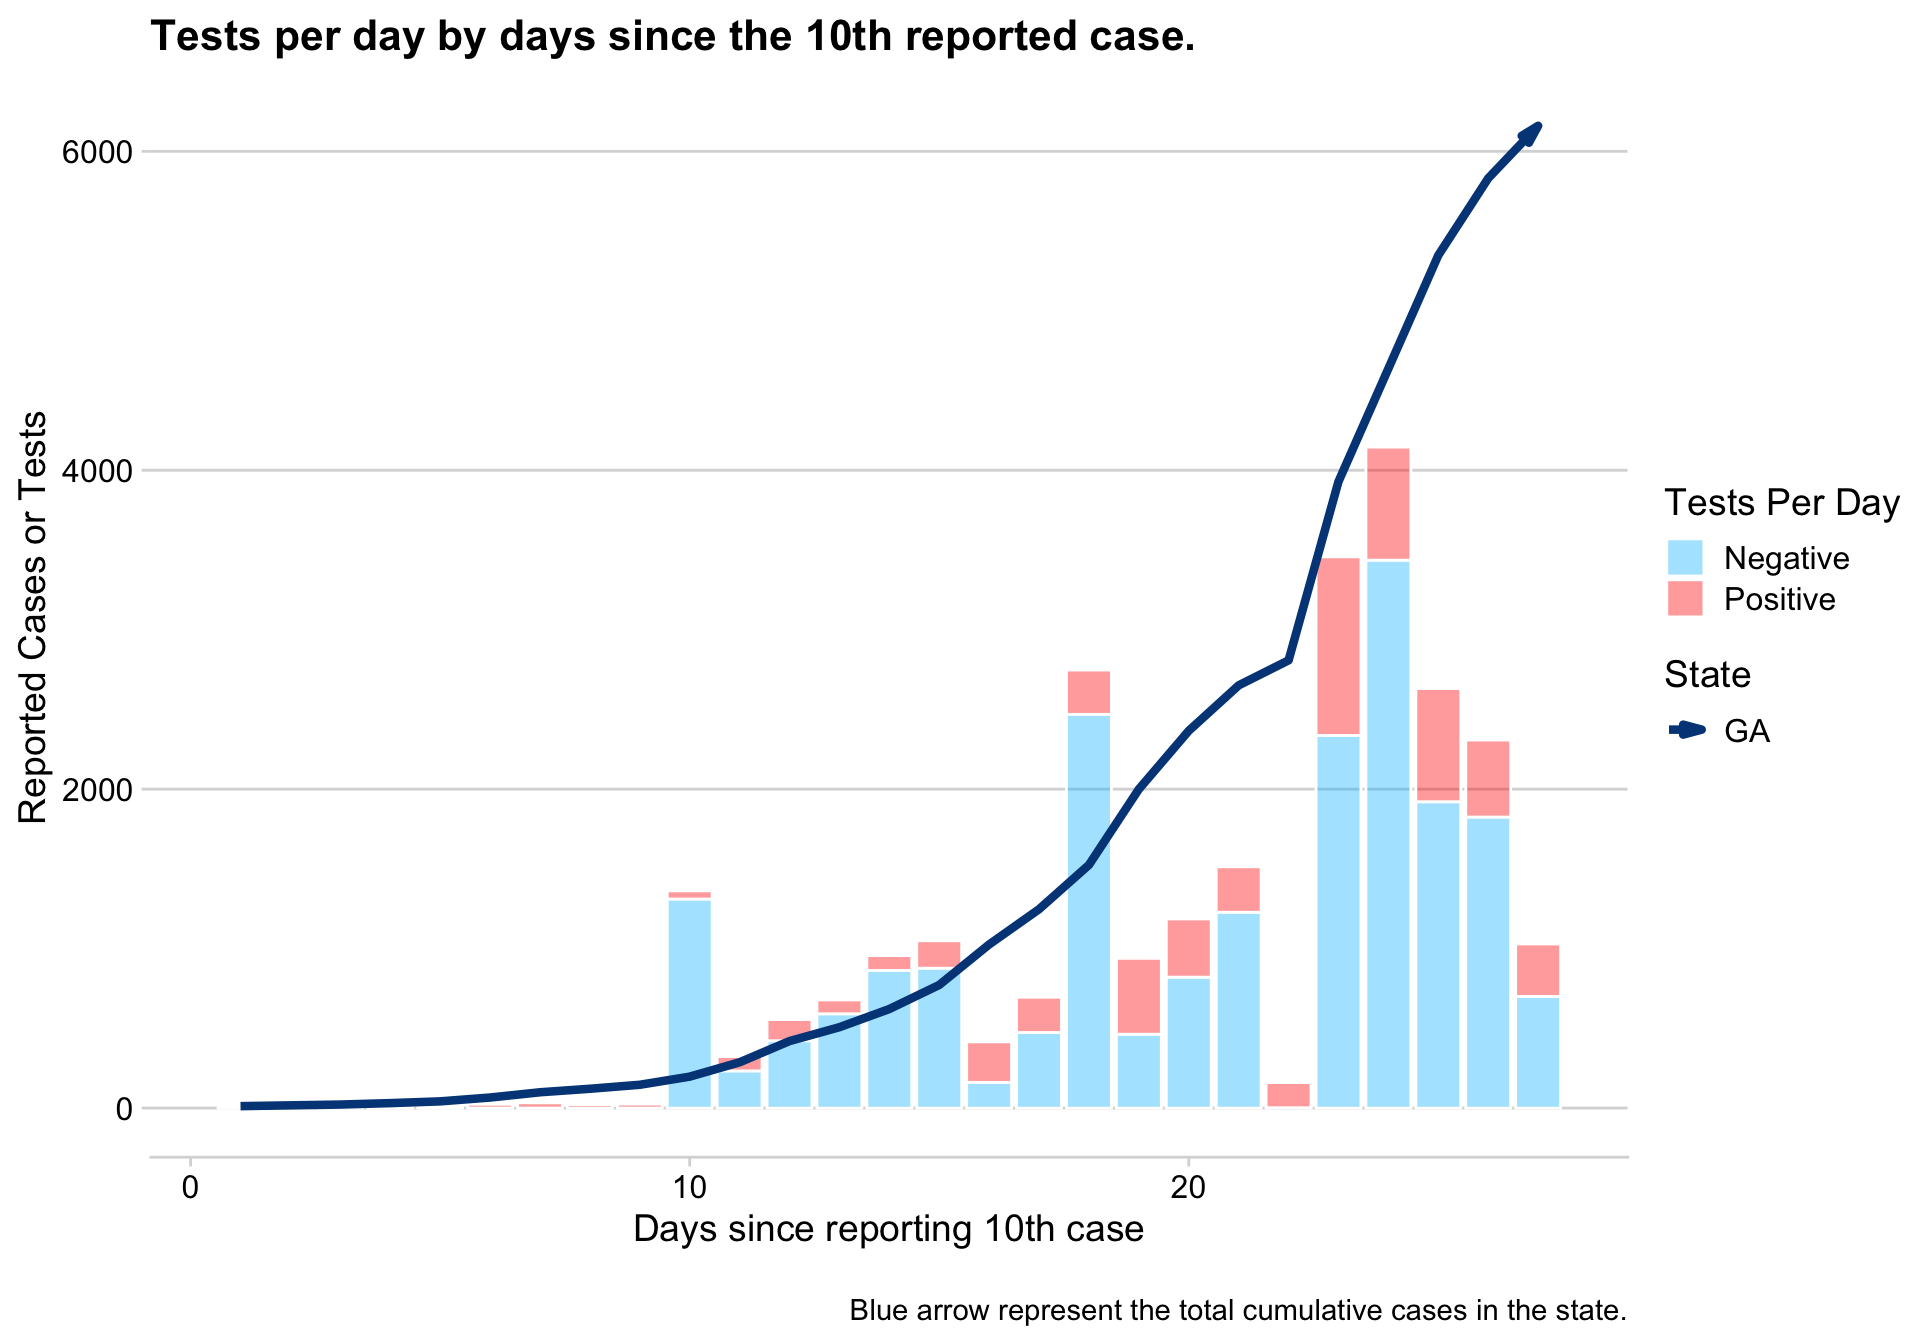 Tests per day by days since the 10th reported case.
6000
4000
2000
0
Reported Cases or Tests
0
10
20
Days since reporting 10th case
Tests Per Day
Negative
Positive
State
GA
Blue arrow represent the total cumulative cases in the state.